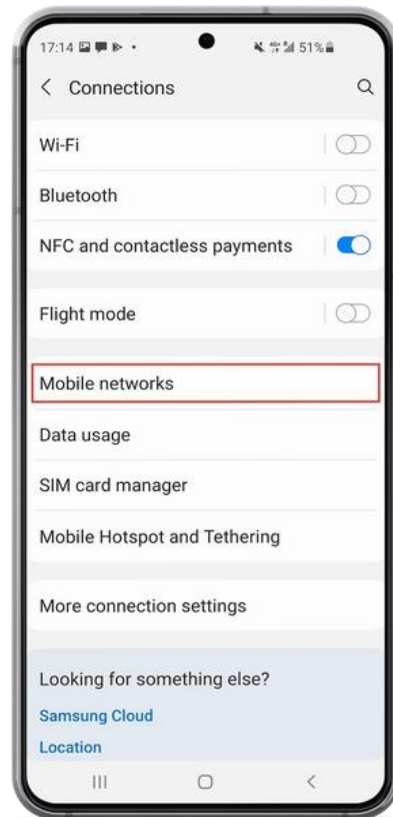 17:14 51%
Connections
Wi-Fi
Bluetooth
NFC and contactless payments
Flight mode
Mobile networks
Data usage
SIM card manager
Mobile Hotspot and Tethering
More connection settings
Looking for something else?
Samsung Cloud
Location